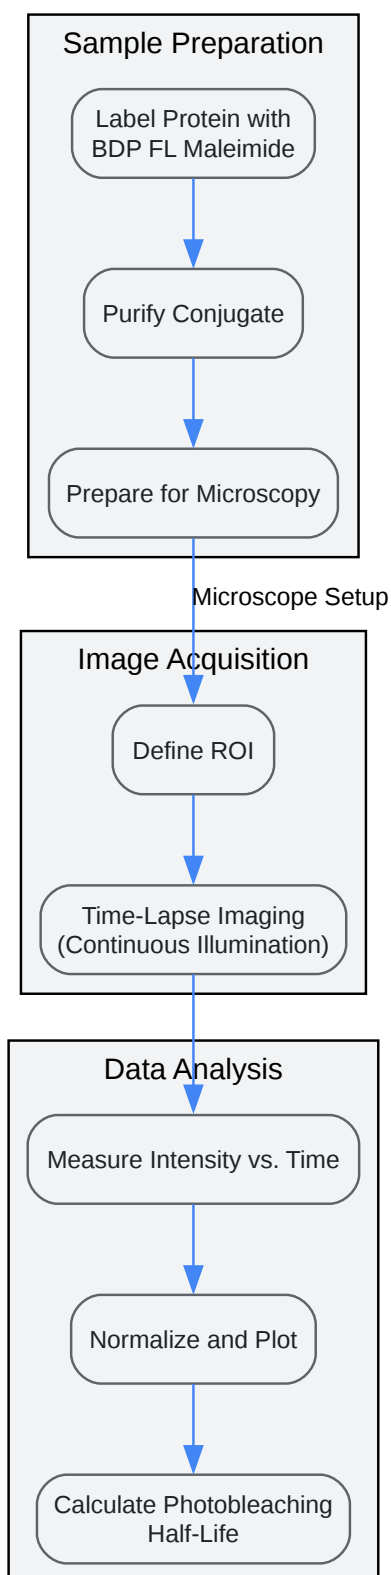 Sample Preparation
Label Protein with
BDP FL Maleimide
Purify Conjugate
Prepare for Microscopy
Microscope Setup
Image Acquisition
Define ROI
Time-Lapse Imaging
(Continuous Illumination)
Data Analysis
Measure Intensity vs. Time
Normalize and Plot
Calculate Photobleaching
Half-Life